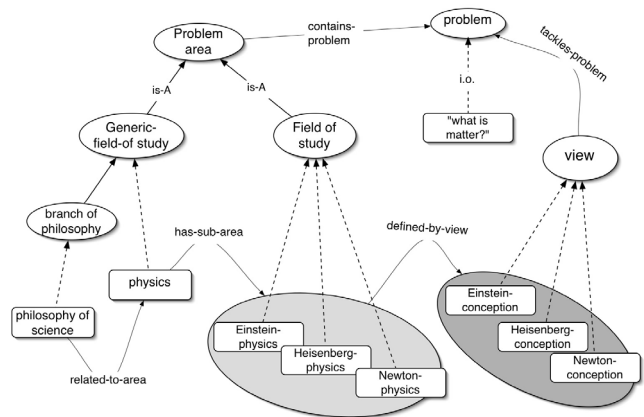 Problem
area
contains-
problem
problem
tackles-problem
is-A
is-A
i.o.
Generic-
field-of study
Field of
study
"what is
matter?"
view
branch of
philosophy
has-sub-area
defined-by-view
physics
philosophy of
science
related-to-area
Einstein-
physics
Heisenberg-
physics
Newton-
physics
Einstein-
conception
Heisenberg-
conception
Newton-
conception